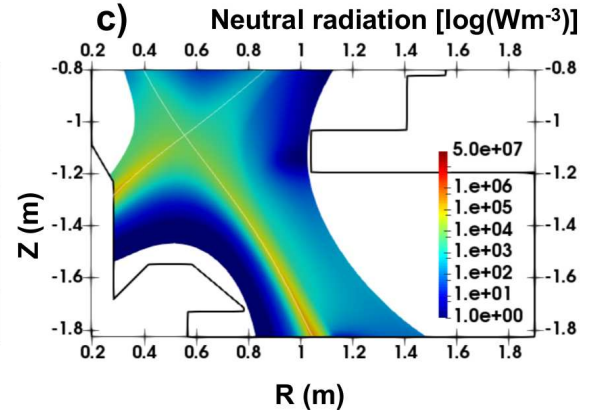 c) Neutral radiation [log(Wm-3)]
0.2 0.4 0.6 0.8 1 1.2 1.4 1.6 1.8
-0.8 -0.8
-1 -1
-1.2 -1.2
-1.4 -1.4
-1.6 -1.6
-1.8 -1.8
5.0e+07
1.e+06
1.e+05
1.e+04
1.e+03
1.e+02
1.e+01
1.0e+00
Z (m)
0.2 0.4 0.6 0.8 1 1.2 1.4 1.6 1.8
R (m)